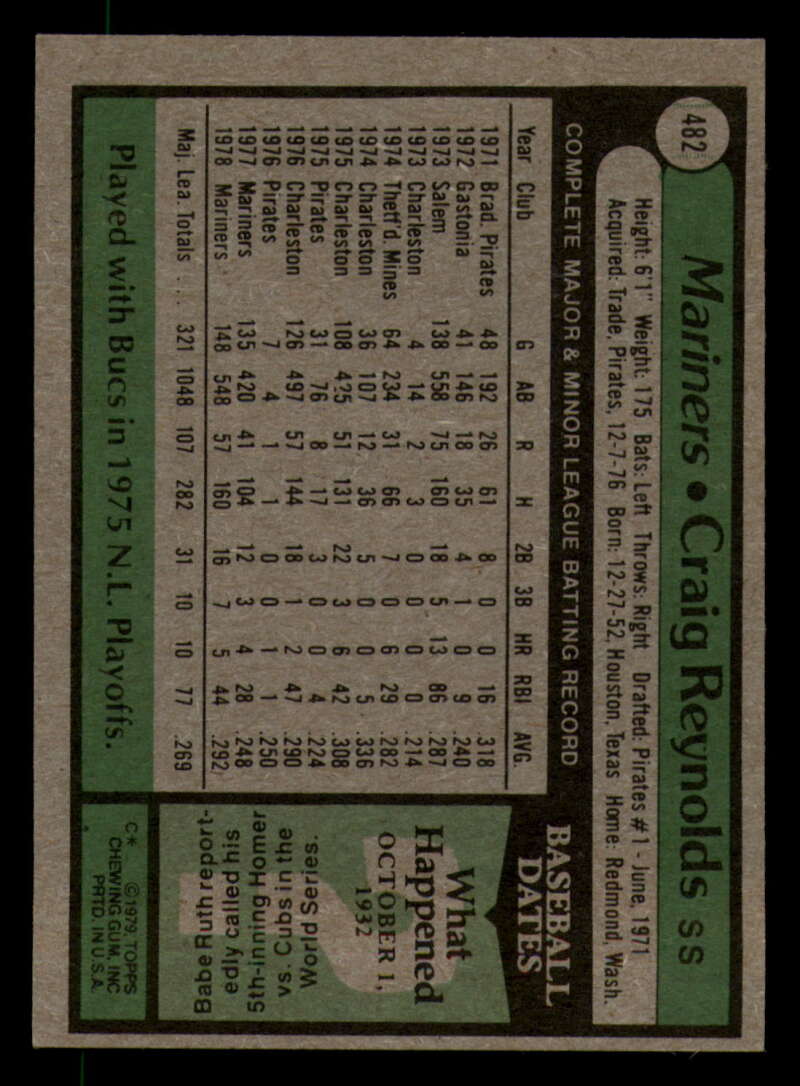 482
Mariners • Craig Reynolds SS
Height: 6'1" Weight: 175 Bats: Left Throws: Right Drafted: Pirates #1 - June, 1971
Acquired: Trade, Pirates, 12-7-76 Born: 12-27-52, Houston, Texas Home: Redmond, Wash.
COMPLETE MAJOR & MINOR LEAGUE BATTING RECORD
Year Club G AB R H 2B 3B HR RBI AVG.
1971 Brad. Pirates 48 192 26 61 8 0 0 16 .318
1972 Gastonia 41 146 18 35 4 1 0 9 .240
1973 Salem 138 558 75 160 18 5 13 86 .287
1973 Charleston 4 14 2 3 0 0 0 0 .214
1974 Thetf'd. Mines 64 234 31 66 7 0 6 29 .282
1974 Charleston 36 107 12 36 5 0 0 5 .336
1975 Charleston 108 425 51 131 22 3 6 42 .308
1975 Pirates 31 76 8 17 3 0 0 4 .224
1976 Charleston 126 497 57 144 18 1 2 47 .290
1976 Pirates 7 4 1 1 0 0 1 1 .250
1977 Mariners 135 420 41 104 12 3 4 28 .248
1978 Mariners 148 548 57 160 16 7 5 44 .292
Maj. Lea. Totals .... 321 1048 107 282 31 10 10 77 .269
Played with Bucs in 1975 N.L. Playoffs.
BASEBALL
DATES
What
Happened
OCTOBER 1,
1932
Babe Ruth report-
edly called his
5th-inning Homer
vs. Cubs in the
World Series.
C* ©1979, TOPPS
CHEWING GUM, INC
PRTD. IN U.S.A.